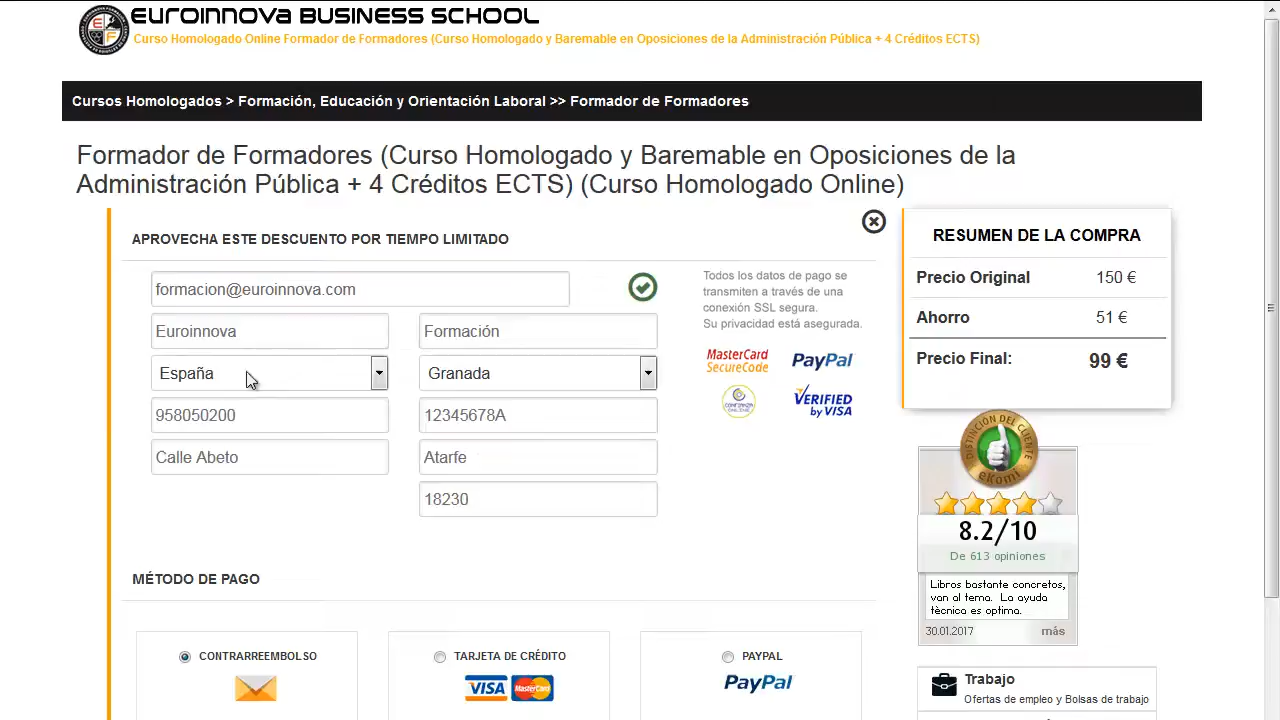 EUROINNOVA BUSINESS SCHOOL
Curso Homologado Online Formador de Formadores (Curso Homologado y Baremable en Oposiciones de la Administración Pública + 4 Créditos ECTS)
Cursos Homologados > Formación, Educación y Orientación Laboral >> Formador de Formadores
Formador de Formadores (Curso Homologado y Baremable en Oposiciones de la
Administración Pública + 4 Créditos ECTS) (Curso Homologado Online)
APROVECHA ESTE DESCUENTO POR TIEMPO LIMITADO
formacion@euroinnova.com
Euroinnova
Formación
España
Granada
958050200
12345678A
Calle Abeto
Atarfe
18230
Todos los datos de pago se
transmiten a través de una
conexión SSL segura.
Su privacidad está asegurada.
MasterCard
SecureCode
PayPal
CONFIANZA
ONLINE
VERIFIED
by VISA
RESUMEN DE LA COMPRA
Precio Original 150 €
Ahorro 51 €
Precio Final: 99 €
DISTINCIÓN DEL CLIENTE
eKomi
8.2/10
De 613 opiniones
Libros bastante concretos,
van al tema. La ayuda
tècnica es optima.
30.01.2017 más
Trabajo
Ofertas de empleo y Bolsas de trabajo
MÉTODO DE PAGO
CONTRARREEMBOLSO
TARJETA DE CRÉDITO
VISA MasterCard
PAYPAL
PayPal